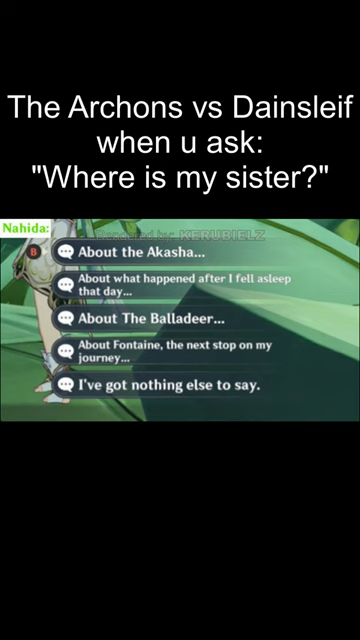 The Archons vs Dainsleif
when u ask:
"Where is my sister?"
Nahida:
KERUBIELZ
B
About the Akasha...
About what happened after I fell asleep
that day...
About The Balladeer...
About Fontaine, the next stop on my
journey...
I've got nothing else to say.